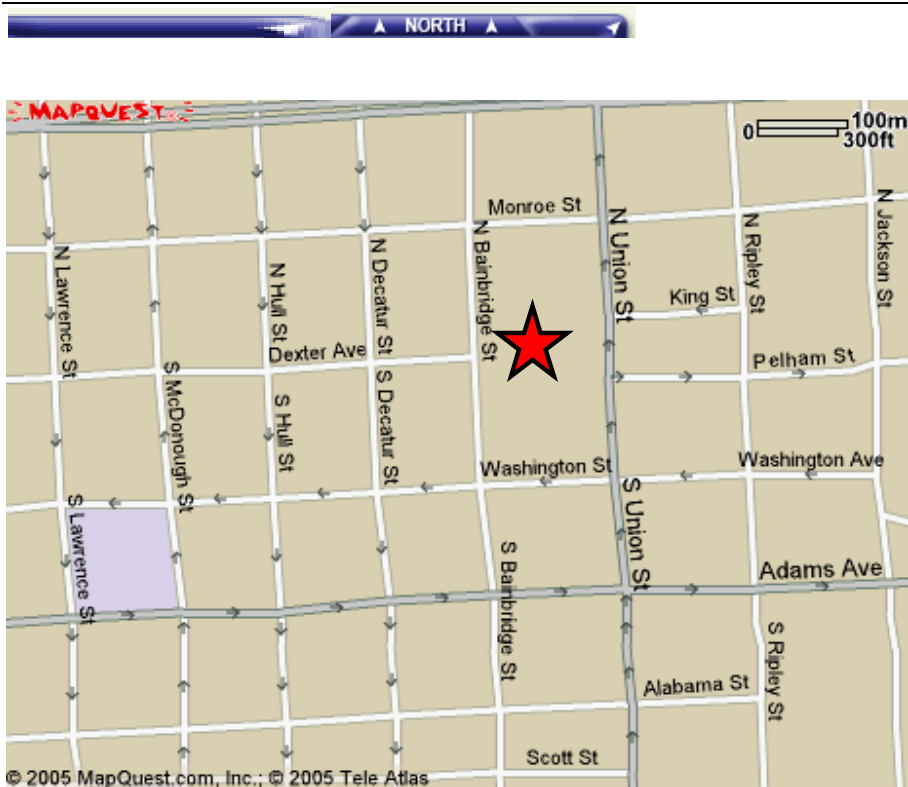 NORTH
MAPQUEST
0 100m
300ft
Monroe St
N Lawrence St
N Hull St
N Decatur St
N Bainbridge St
N Union St
N Ripley St
N Jackson St
King St
Dexter Ave
Pelham St
S McDonough St
S Hull St
S Decatur St
Washington St
Washington Ave
S Lawrence St
S Union St
S Bainbridge St
Adams Ave
S Ripley St
Alabama St
Scott St
© 2005 MapQuest.com, Inc.; © 2005 Tele Atlas